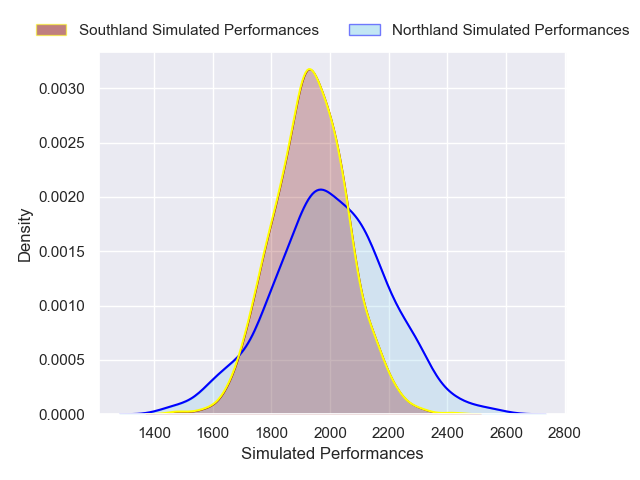 Southland Simulated Performances
Northland Simulated Performances
0.0030
0.0025
0.0020
0.0015
0.0010
0.0005
0.0000
Density
1400 1600 1800 2000 2200 2400 2600 2800
Simulated Performances